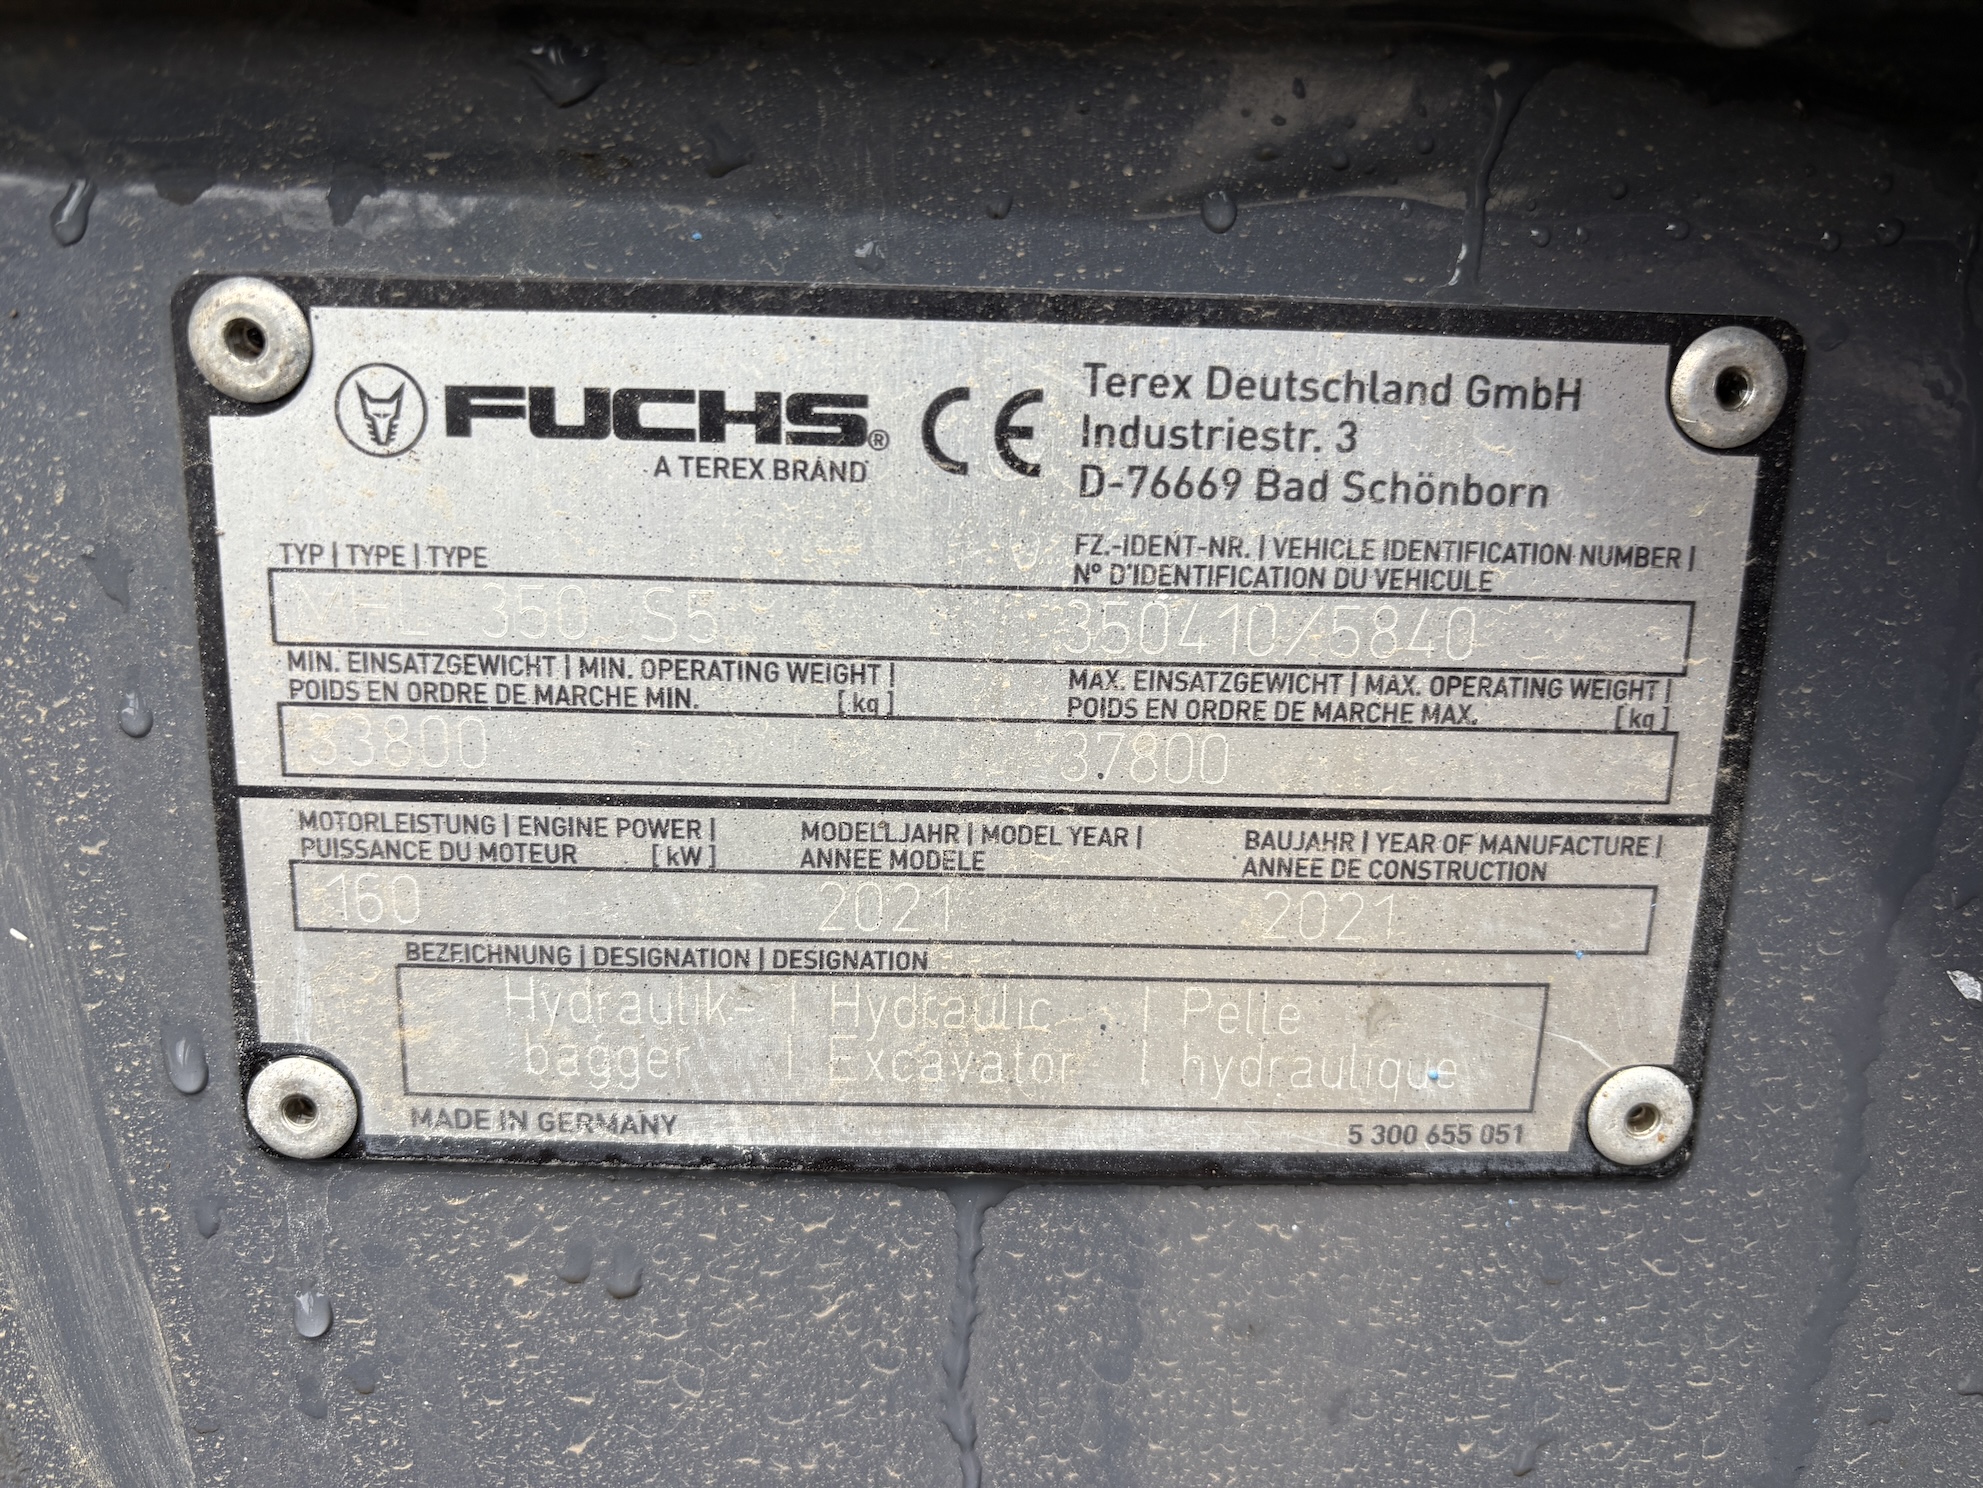 FUCHS®
A TEREX BRAND
CE
Terex Deutschland GmbH
Industriestr. 3
D-76669 Bad Schönborn
TYP | TYPE | TYPE
FZ.-IDENT-NR. | VEHICLE IDENTIFICATION NUMBER |
N° D'IDENTIFICATION DU VEHICULE
MHL 350 S5
350410/5840
MIN. EINSATZGEWICHT | MIN. OPERATING WEIGHT |
POIDS EN ORDRE DE MARCHE MIN. [kg]
MAX. EINSATZGEWICHT | MAX. OPERATING WEIGHT |
POIDS EN ORDRE DE MARCHE MAX. [kg]
33800
37800
MOTORLEISTUNG | ENGINE POWER |
PUISSANCE DU MOTEUR [kW]
MODELLJAHR | MODEL YEAR |
ANNEE MODELE
BAUJAHR | YEAR OF MANUFACTURE |
ANNEE DE CONSTRUCTION
160
2021
2021
BEZEICHNUNG | DESIGNATION | DESIGNATION
Hydraulik- | Hydraulic | Pelle
bagger | Excavator | hydraulique
MADE IN GERMANY
5 300 655 051